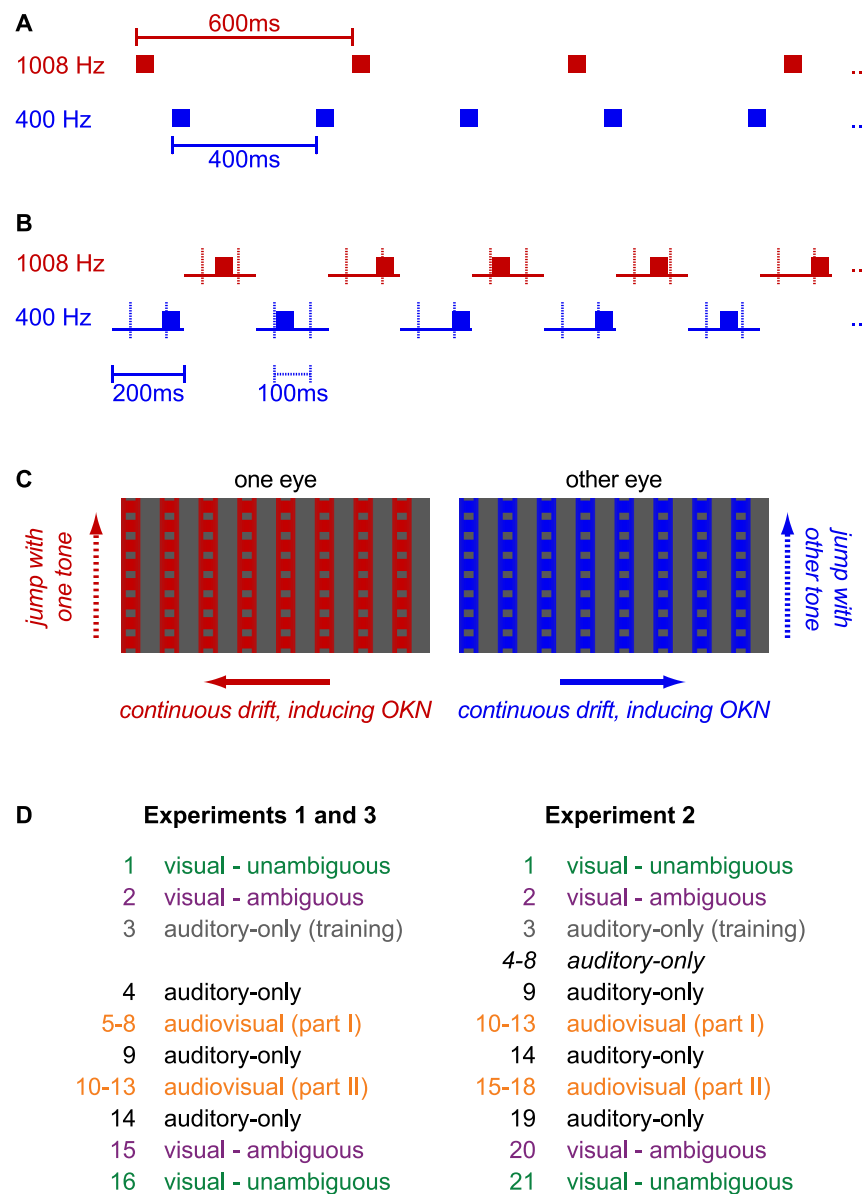 A
600ms
1008 Hz
..
400 Hz
..
400ms
B
1008 Hz
..
400 Hz
..
200ms
100ms
C
one eye
other eye
jump with
one tone
jump with
other tone
continuous drift, inducing OKN
continuous drift, inducing OKN
D
Experiments 1 and 3
1 visual - unambiguous
2 visual - ambiguous
3 auditory-only (training)
4 auditory-only
5-8 audiovisual (part I)
9 auditory-only
10-13 audiovisual (part II)
14 auditory-only
15 visual - ambiguous
16 visual - unambiguous
Experiment 2
1 visual - unambiguous
2 visual - ambiguous
3 auditory-only (training)
4-8 auditory-only
9 auditory-only
10-13 audiovisual (part I)
14 auditory-only
15-18 audiovisual (part II)
19 auditory-only
20 visual - ambiguous
21 visual - unambiguous